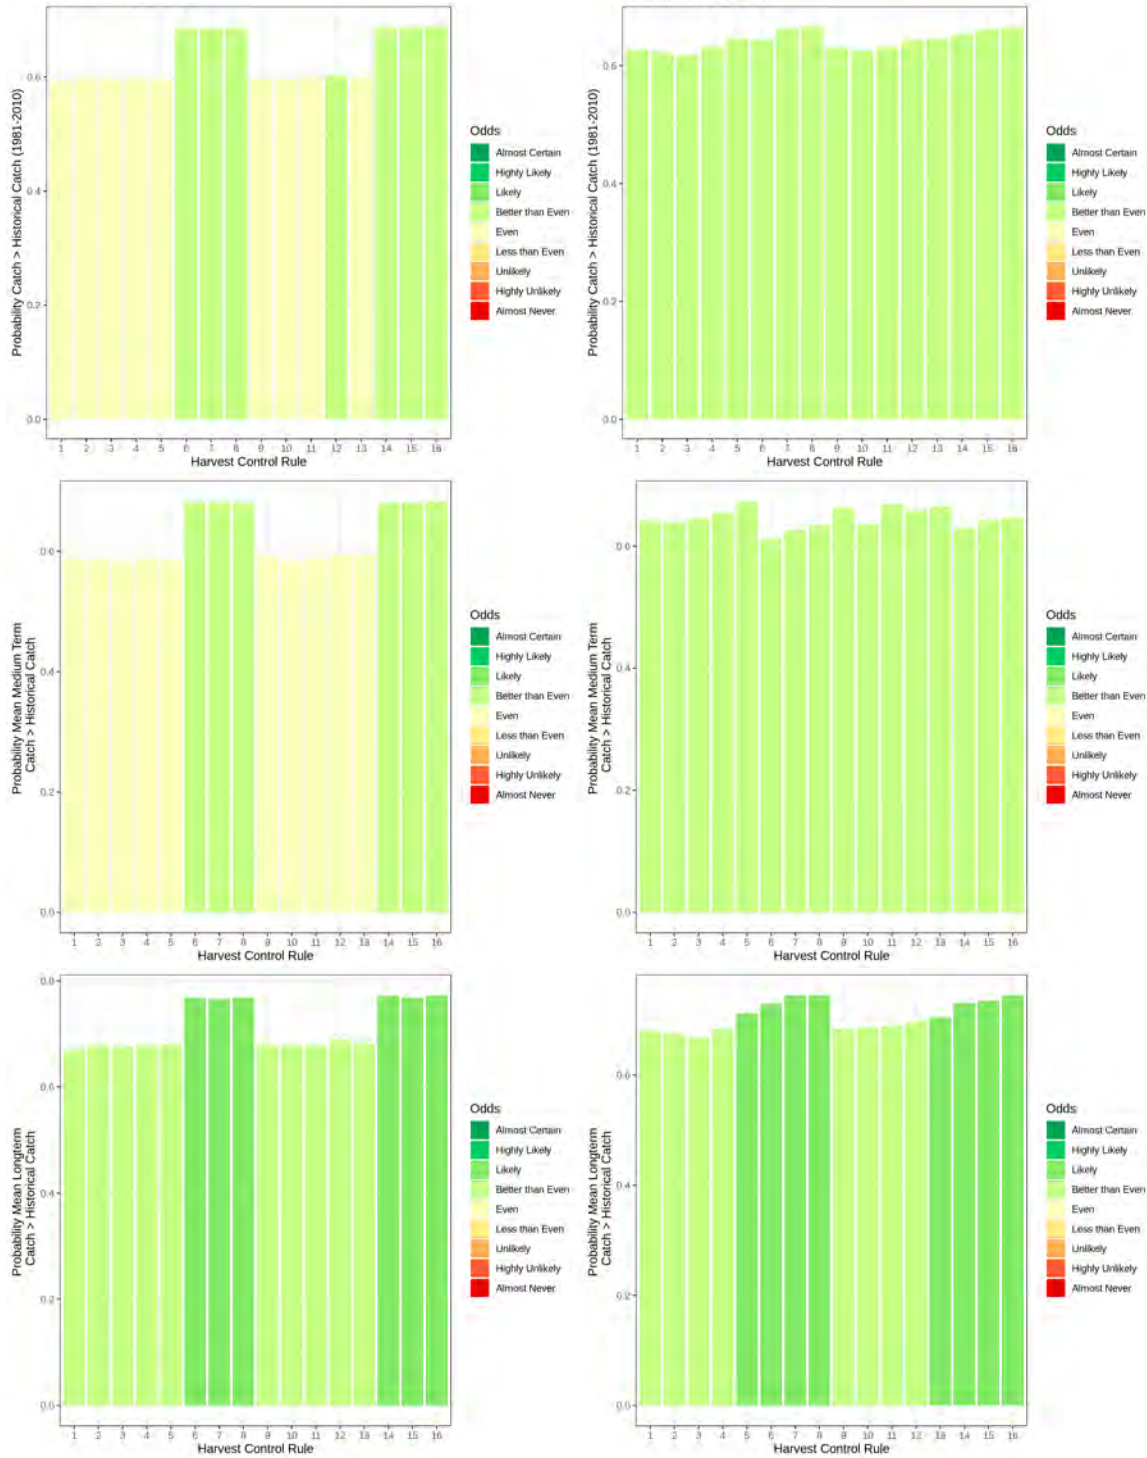 Probability Catch > Historical Catch (1981-2010)
0.6
0.4
0.2
0.0
1 2 3 4 5 6 7 8 9 10 11 12 13 14 15 16
Harvest Control Rule
Odds
Almost Certain
Highly Likely
Likely
Better than Even
Even
Less than Even
Unlikely
Highly Unlikely
Almost Never
Probability Catch > Historical Catch (1981-2010)
0.6
0.4
0.2
0.0
1 2 3 4 5 6 7 8 9 10 11 12 13 14 15 16
Harvest Control Rule
Odds
Almost Certain
Highly Likely
Likely
Better than Even
Even
Less than Even
Unlikely
Highly Unlikely
Almost Never
Probability Mean Medium Term
Catch > Historical Catch
0.6
0.4
0.2
0.0
1 2 3 4 5 6 7 8 9 10 11 12 13 14 15 16
Harvest Control Rule
Odds
Almost Certain
Highly Likely
Likely
Better than Even
Even
Less than Even
Unlikely
Highly Unlikely
Almost Never
Probability Mean Medium Term
Catch > Historical Catch
0.6
0.4
0.2
0.0
1 2 3 4 5 6 7 8 9 10 11 12 13 14 15 16
Harvest Control Rule
Odds
Almost Certain
Highly Likely
Likely
Better than Even
Even
Less than Even
Unlikely
Highly Unlikely
Almost Never
Probability Mean Longterm
Catch > Historical Catch
0.8
0.6
0.4
0.2
0.0
1 2 3 4 5 6 7 8 9 10 11 12 13 14 15 16
Harvest Control Rule
Odds
Almost Certain
Highly Likely
Likely
Better than Even
Even
Less than Even
Unlikely
Highly Unlikely
Almost Never
Probability Mean Longterm
Catch > Historical Catch
0.6
0.4
0.2
0.0
1 2 3 4 5 6 7 8 9 10 11 12 13 14 15 16
Harvest Control Rule
Odds
Almost Certain
Highly Likely
Likely
Better than Even
Even
Less than Even
Unlikely
Highly Unlikely
Almost Never